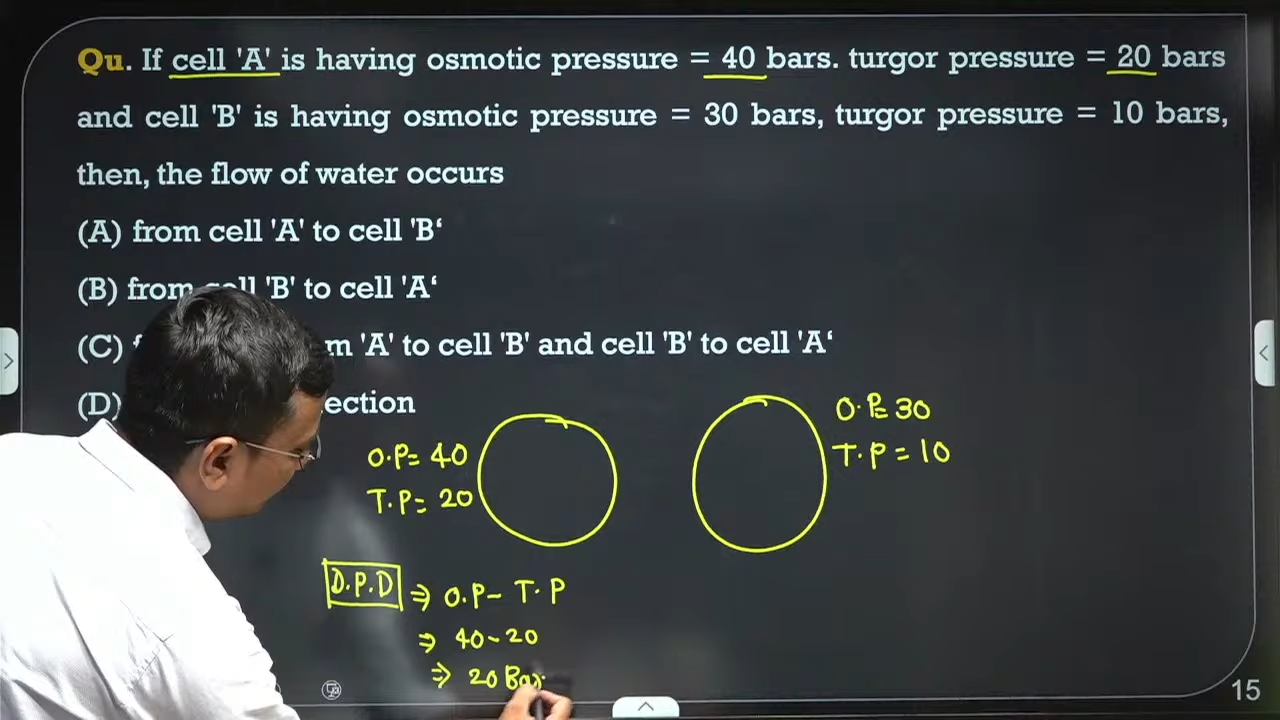 Qu. If cell 'A' is having osmotic pressure = 40 bars. turgor pressure = 20 bars
and cell 'B' is having osmotic pressure = 30 bars, turgor pressure = 10 bars,
then, the flow of water occurs
(A) from cell 'A' to cell 'B‘
(B) from 'B' to cell 'A‘
(C) 'A' to cell 'B' and cell 'B' to cell 'A‘
(D)
O.P= 40
T.P= 20
O.P= 30
T.P = 10
D.P.D ⇒ O.P - T.P
⇒ 40-20
⇒ 20 Bar
15